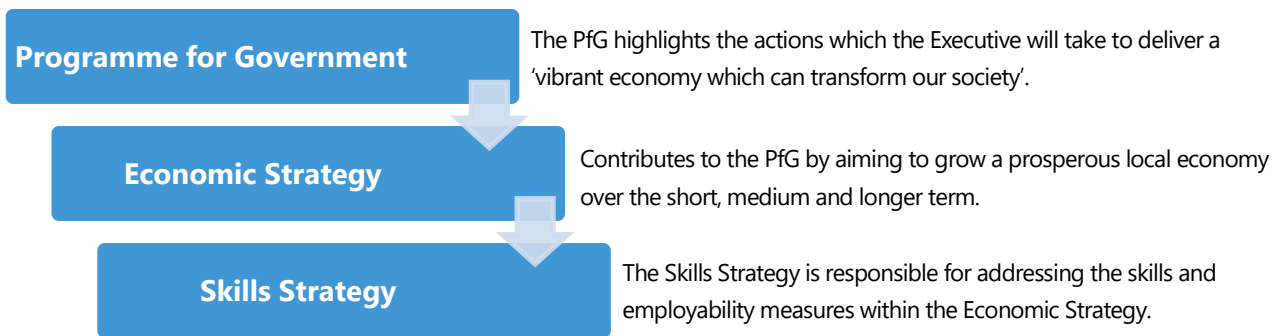 Programme for Government
The PfG highlights the actions which the Executive will take to deliver a
‘vibrant economy which can transform our society’.
Economic Strategy
Contributes to the PfG by aiming to grow a prosperous local economy
over the short, medium and longer term.
Skills Strategy
The Skills Strategy is responsible for addressing the skills and
employability measures within the Economic Strategy.